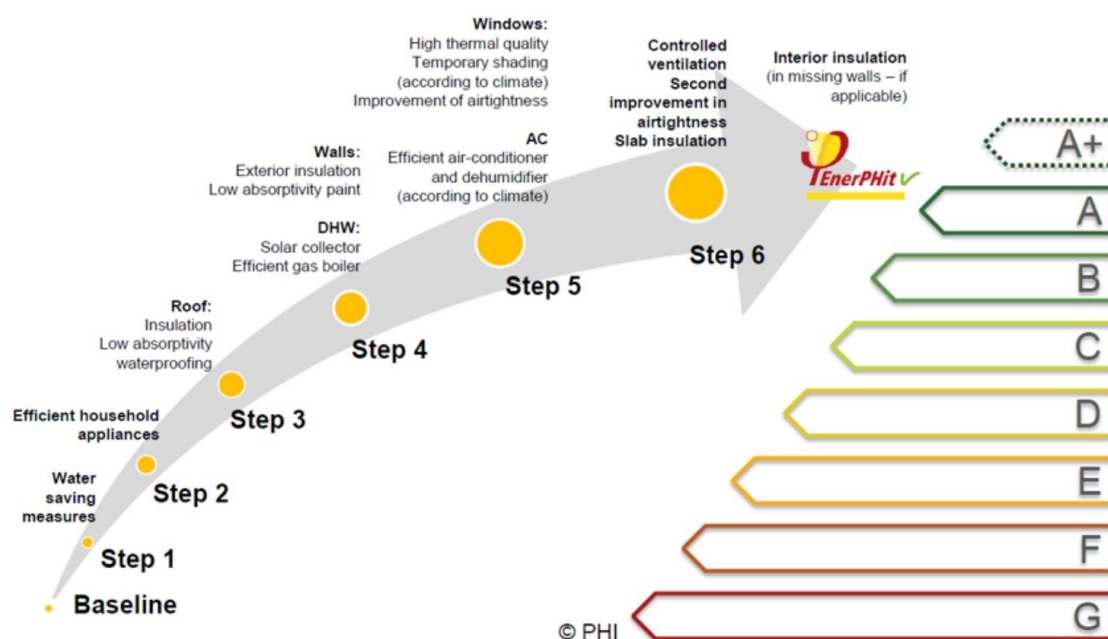 Windows:
High thermal quality
Temporary shading
(according to climate)
Improvement of airtightness
Controlled
ventilation
Second
improvement in
airtightness
Slab insulation
Interior insulation
(in missing walls – if
applicable)
EnerPHit
Walls:
Exterior insulation
Low absorptivity paint
AC
Efficient air-conditioner
and dehumidifier
(according to climate)
DHW:
Solar collector
Efficient gas boiler
Roof:
Insulation
Low absorptivity
waterproofing
Efficient household
appliances
Water
saving
measures
Step 6
Step 5
Step 4
Step 3
Step 2
Step 1
Baseline
A+
A
B
C
D
E
F
G
© PHI